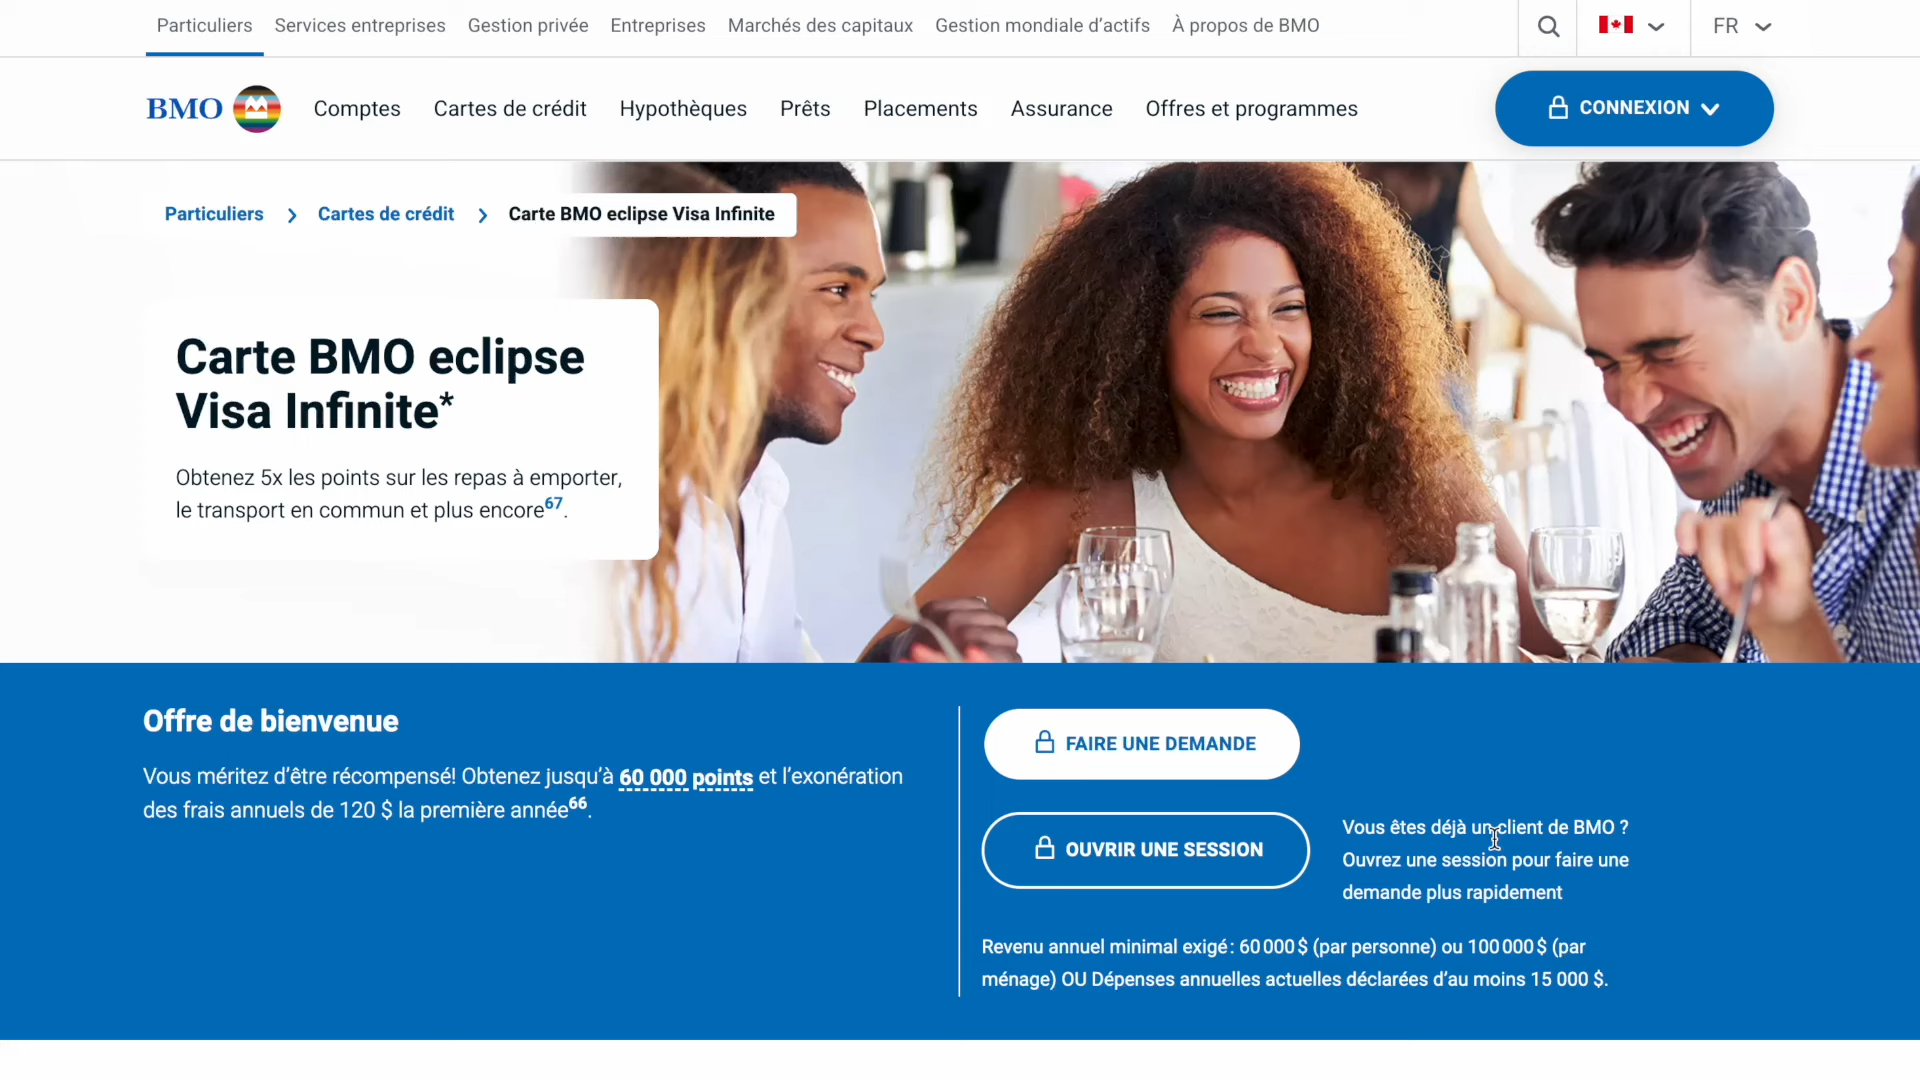 Particuliers Services entreprises Gestion privée Entreprises Marchés des capitaux Gestion mondiale d’actifs À propos de BMO FR
BMO Comptes Cartes de crédit Hypothèques Prêts Placements Assurance Offres et programmes CONNEXION
Particuliers Cartes de crédit Carte BMO eclipse Visa Infinite
Carte BMO eclipse
Visa Infinite*
Obtenez 5x les points sur les repas à emporter,
le transport en commun et plus encore67.
Offre de bienvenue
Vous méritez d’être récompensé! Obtenez jusqu’à 60 000 points et l’exonération
des frais annuels de 120 $ la première année66.
FAIRE UNE DEMANDE
OUVRIR UNE SESSION
Vous êtes déjà un client de BMO ?
Ouvrez une session pour faire une
demande plus rapidement
Revenu annuel minimal exigé : 60 000 $ (par personne) ou 100 000 $ (par
ménage) OU Dépenses annuelles actuelles déclarées d’au moins 15 000 $.